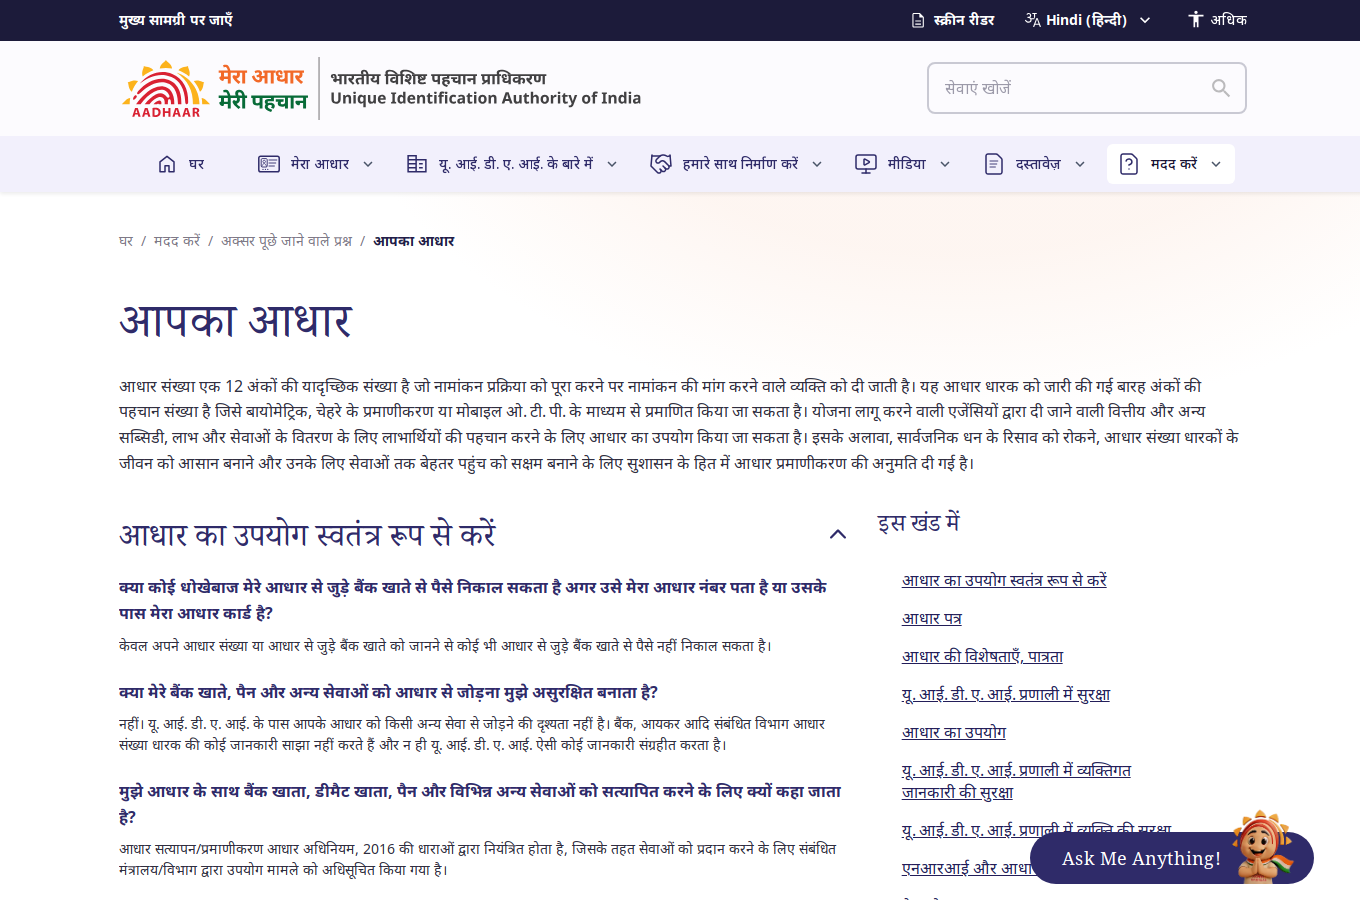 मुख्य सामग्री पर जाएँ
स्क्रीन रीडर
Hindi (हिन्दी)
अधिक
AADHAAR
मेरा आधार
मेरी पहचान
भारतीय विशिष्ट पहचान प्राधिकरण
Unique Identification Authority of India
सेवाएं खोजें
घर
मेरा आधार
यू. आई. डी. ए. आई. के बारे में
हमारे साथ निर्माण करें
मीडिया
दस्तावेज़
मदद करें
घर / मदद करें / अक्सर पूछे जाने वाले प्रश्न / आपका आधार
आपका आधार
आधार संख्या एक 12 अंकों की यादृच्छिक संख्या है जो नामांकन प्रक्रिया को पूरा करने पर नामांकन की मांग करने वाले व्यक्ति को दी जाती है। यह आधार धारक को जारी की गई बारह अंकों की
पहचान संख्या है जिसे बायोमेट्रिक, चेहरे के प्रमाणीकरण या मोबाइल ओ. टी. पी. के माध्यम से प्रमाणित किया जा सकता है। योजना लागू करने वाली एजेंसियों द्वारा दी जाने वाली वित्तीय और अन्य
सब्सिडी, लाभ और सेवाओं के वितरण के लिए लाभार्थियों की पहचान करने के लिए आधार का उपयोग किया जा सकता है। इसके अलावा, सार्वजनिक धन के रिसाव को रोकने, आधार संख्या धारकों के
जीवन को आसान बनाने और उनके लिए सेवाओं तक बेहतर पहुंच को सक्षम बनाने के लिए सुशासन के हित में आधार प्रमाणीकरण की अनुमति दी गई है।
आधार का उपयोग स्वतंत्र रूप से करें
क्या कोई धोखेबाज मेरे आधार से जुड़े बैंक खाते से पैसे निकाल सकता है अगर उसे मेरा आधार नंबर पता है या उसके
पास मेरा आधार कार्ड है?
केवल अपने आधार संख्या या आधार से जुड़े बैंक खाते को जानने से कोई भी आधार से जुड़े बैंक खाते से पैसे नहीं निकाल सकता है।
क्या मेरे बैंक खाते, पैन और अन्य सेवाओं को आधार से जोड़ना मुझे असुरक्षित बनाता है?
नहीं। यू. आई. डी. ए. आई. के पास आपके आधार को किसी अन्य सेवा से जोड़ने की दृश्यता नहीं है। बैंक, आयकर आदि संबंधित विभाग आधार
संख्या धारक की कोई जानकारी साझा नहीं करते हैं और न ही यू. आई. डी. ए. आई. ऐसी कोई जानकारी संग्रहीत करता है।
मुझे आधार के साथ बैंक खाता, डीमैट खाता, पैन और विभिन्न अन्य सेवाओं को सत्यापित करने के लिए क्यों कहा जाता
है?
आधार सत्यापन/प्रमाणीकरण आधार अधिनियम, 2016 की धाराओं द्वारा नियंत्रित होता है, जिसके तहत सेवाओं को प्रदान करने के लिए संबंधित
मंत्रालय/विभाग द्वारा उपयोग मामले को अधिसूचित किया गया है।
इस खंड में
आधार का उपयोग स्वतंत्र रूप से करें
आधार पत्र
आधार की विशेषताएँ, पात्रता
यू. आई. डी. ए. आई. प्रणाली में सुरक्षा
आधार का उपयोग
यू. आई. डी. ए. आई. प्रणाली में व्यक्तिगत
जानकारी की सुरक्षा
यू. आई. डी. ए. आई. प्रणाली में व्यक्ति की सुरक्षा
एनआरआई और आधार
Ask Me Anything!